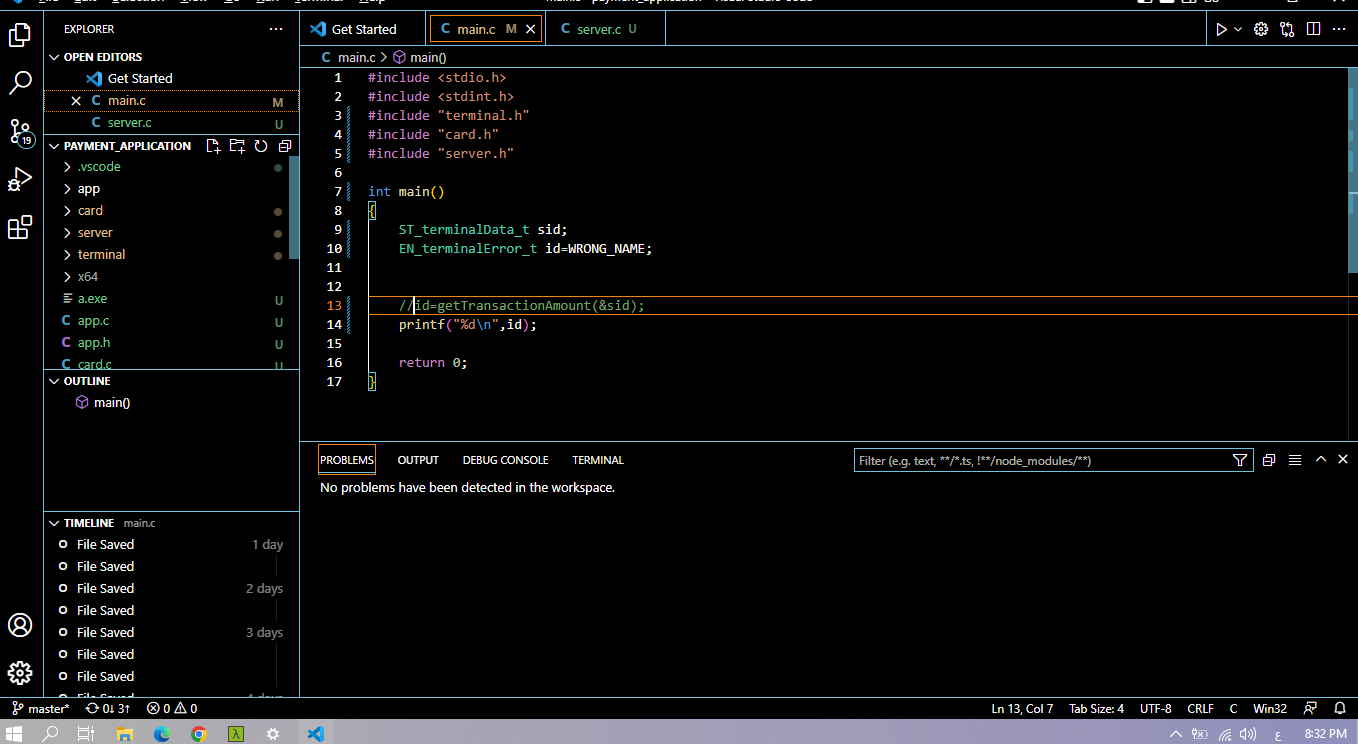 EXPLORER
OPEN EDITORS
Get Started
main.c M
server.c U
PAYMENT_APPLICATION
.vscode
app
card
server
terminal
x64
a.exe U
app.c U
app.h U
card.c U
OUTLINE
main()
TIMELINE main.c
File Saved 1 day
File Saved
File Saved 2 days
File Saved
File Saved 3 days
File Saved
File Saved
File Saved 4 days
19
Get Started
main.c M
server.c U
main.c > main()
1 #include <stdio.h>
2 #include <stdint.h>
3 #include "terminal.h"
4 #include "card.h"
5 #include "server.h"
6
7 int main()
8 {
9 ST_terminalData_t sid;
10 EN_terminalError_t id=WRONG_NAME;
11
12
13 //id=getTransactionAmount(&sid);
14 printf("%d\n",id);
15
16 return 0;
17 }
PROBLEMS OUTPUT DEBUG CONSOLE TERMINAL
Filter (e.g. text, **/*.ts, !**/node_modules/**)
No problems have been detected in the workspace.
master* 0↓ 3↑ 0 0
Ln 13, Col 7 Tab Size: 4 UTF-8 CRLF C Win32
ع 8:32 PM